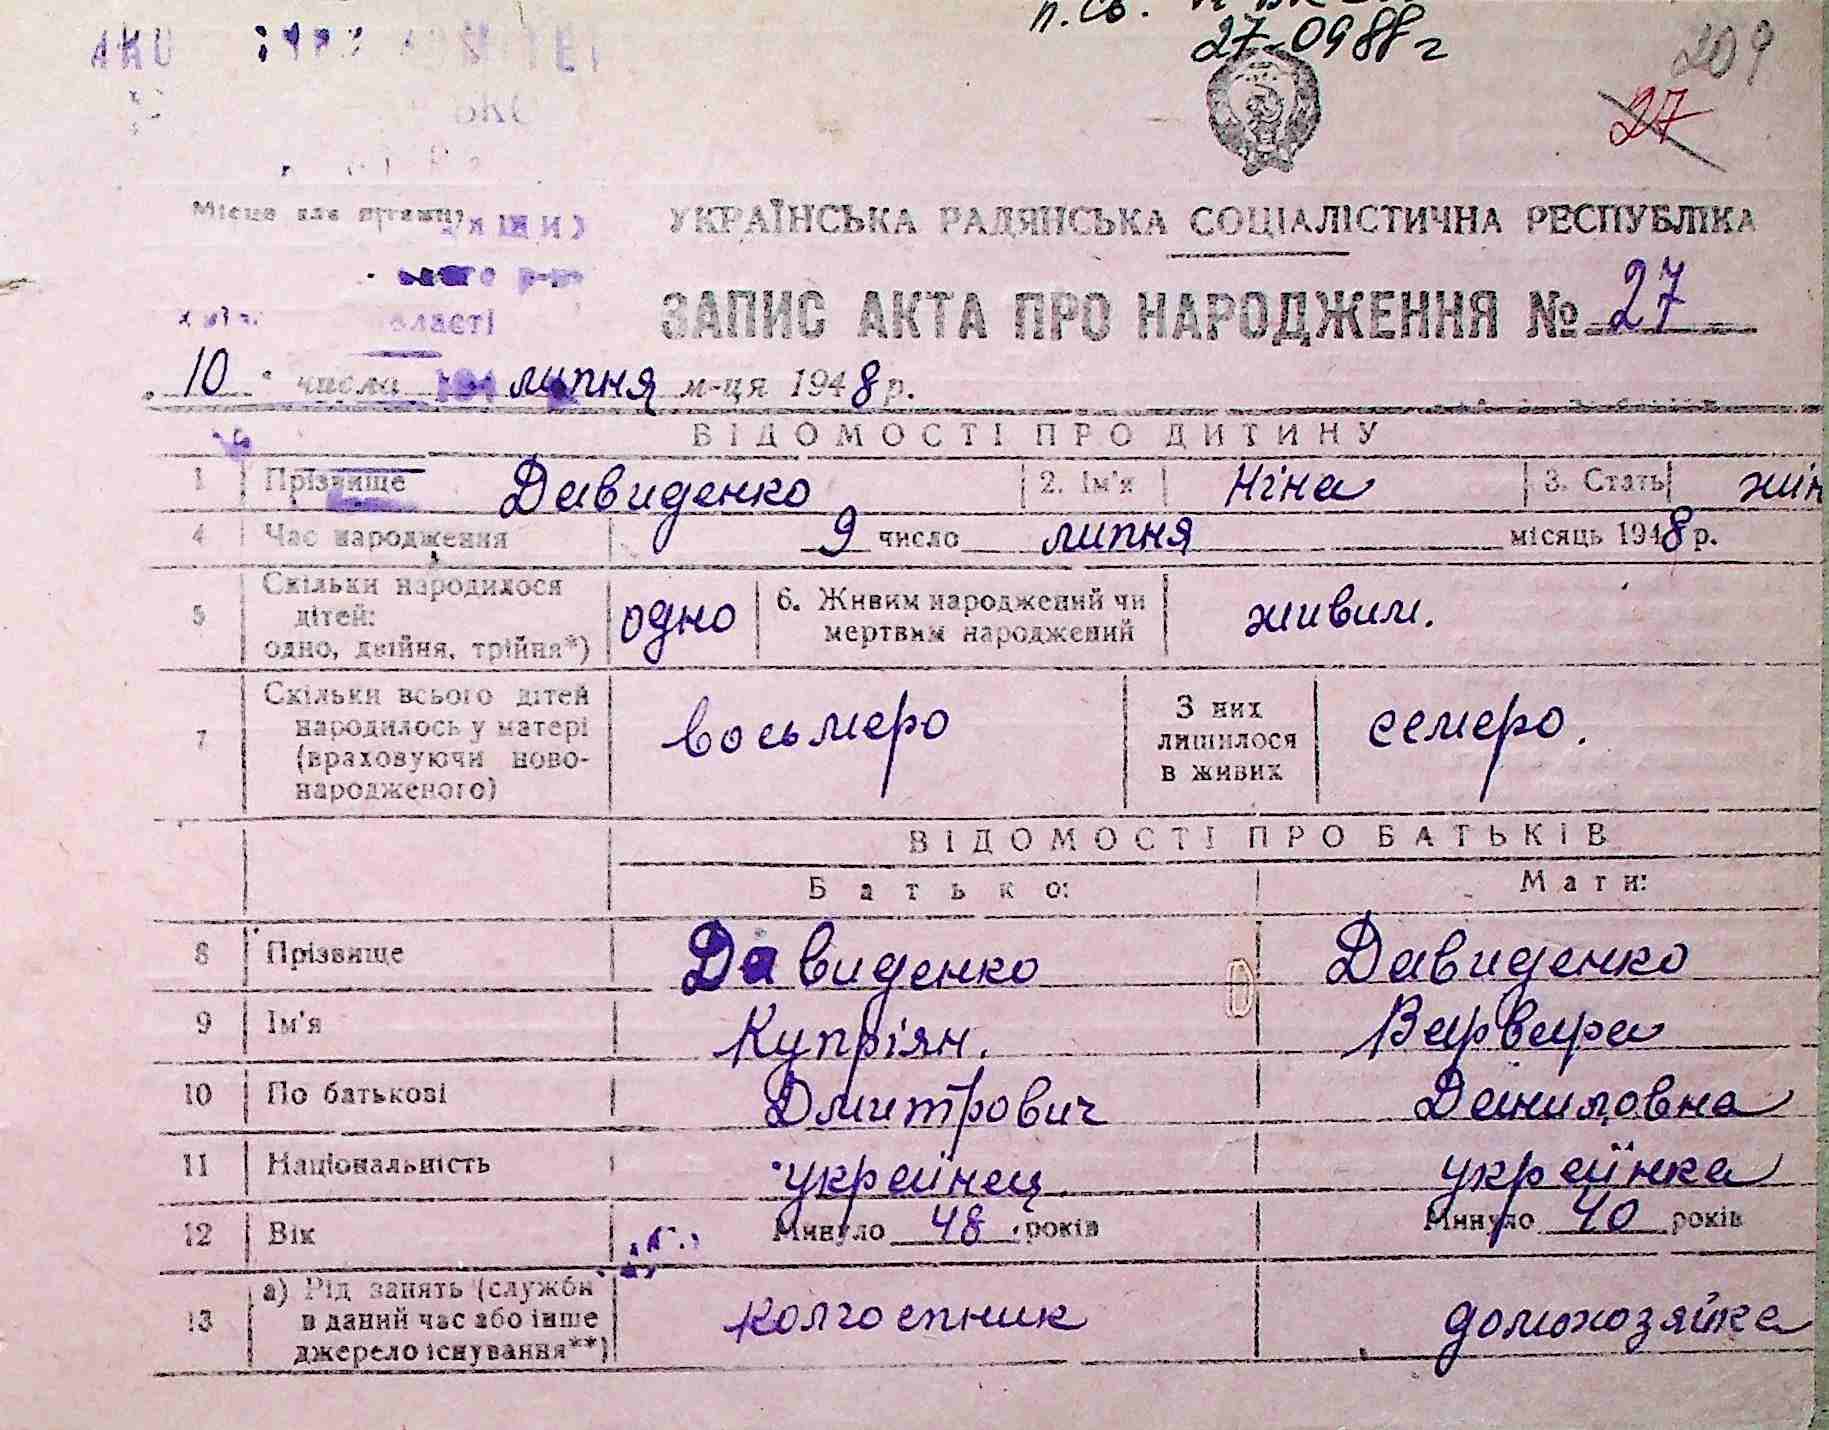 27-09 88 г
209
27
Місце для штампу
УКРАЇНСЬКА РАДЯНСЬКА СОЦІАЛІСТИЧНА РЕСПУБЛІКА
ЗАПИС АКТА ПРО НАРОДЖЕННЯ № 27
10 числа липня м-ця 1948 р.
ВІДОМОСТІ ПРО ДИТИНУ
1 Прізвище Давиденко 2. Ім'я Ніна 3. Стать жін
4 Час народження 9 число липня місяць 1948 р.
5 Скільки народилося дітей: одно, двійня, трійня*) одно 6. Живим народжений чи мертвим народжений живим.
7 Скільки всього дітей народилось у матері (враховуючи ново-народженого) восьмеро З них лишилося в живих семеро.
ВІДОМОСТІ ПРО БАТЬКІВ
Батько: Мати:
8 Прізвище Давиденко Давиденко
9 Ім'я Купріян. Варвара
10 По батькові Дмитрович Даниловна
11 Національність украінец українка
12 Вік Минуло 48 років Минуло 40 років
13 а) Рід занять (служби в даний час або інше джерело існування**) колгоспник домохозяйка